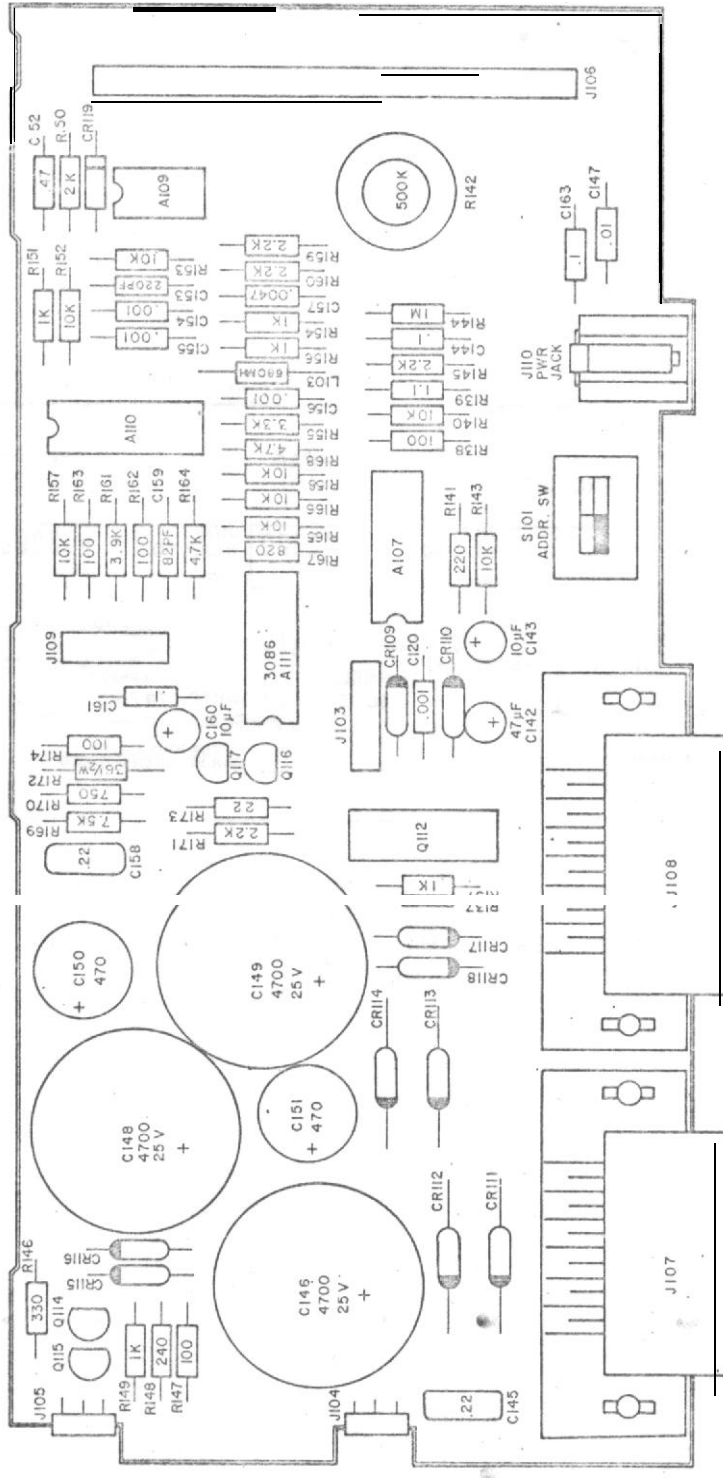 J106
C 52
R.50
CR119
47
2K
A109
500K
R142
C163
C147
.1
.01
R151
R152
1K
10K
10K
R153
220PF
C153
.001
C154
.001
C155
2.2K
R159
2.2K
R160
.0047
C157
1K
R154
1K
R156
680MH
L103
.001
C156
3.3K
R155
4.7K
R168
10K
R158
10K
R166
10K
R165
820
R167
1M
R144
.1
C144
2.2K
R145
1.1
R139
10K
R140
100
R138
J110
PWR
JACK
A110
R157
R163
R161
R162
C159
R164
10K
100
3.9K
100
82PF
4.7K
A107
R141
R143
220
10K
S101
ADDR. SW
J109
3086
A111
CR109
C120
CR110
.001
10µF
C143
47µF
C142
J103
.1
C161
C160
10µF
Q117
Q116
100
R174
36½W
R172
750
R170
7.5K
R169
22
R173
2.2K
R171
.22
C158
Q112
1K
R137
J108
CR117
CR118
C150
470
C149
4700
25V
CR114
CR113
C148
4700
25V
C151
470
CR112
CR111
R146
330
CR116
CR115
C146
4700
25V
J107
Q114
Q115
1K
240
100
R149
R148
R147
J105
J104
.22
C145
+
+
+
+
+
+
+
+